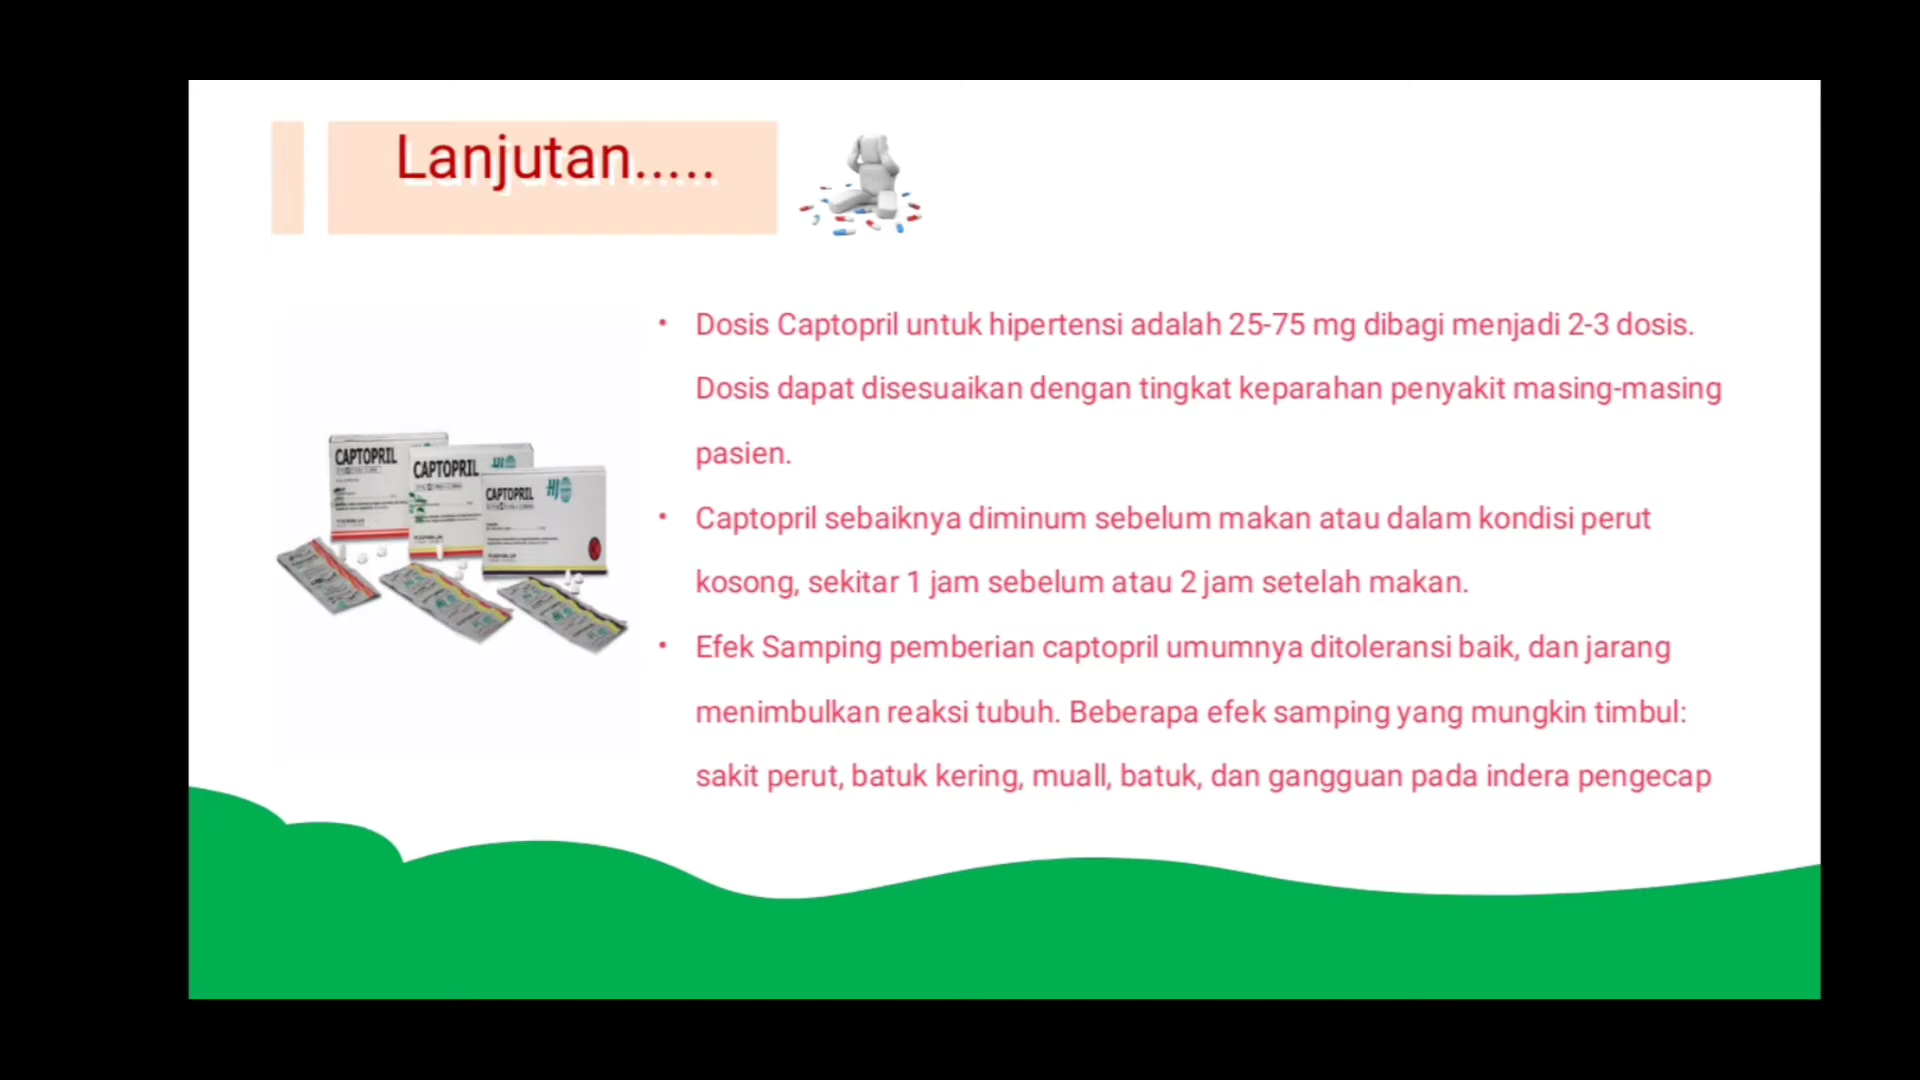 Lanjutan.....
• Dosis Captopril untuk hipertensi adalah 25-75 mg dibagi menjadi 2-3 dosis.
Dosis dapat disesuaikan dengan tingkat keparahan penyakit masing-masing
pasien.
• Captopril sebaiknya diminum sebelum makan atau dalam kondisi perut
kosong, sekitar 1 jam sebelum atau 2 jam setelah makan.
• Efek Samping pemberian captopril umumnya ditoleransi baik, dan jarang
menimbulkan reaksi tubuh. Beberapa efek samping yang mungkin timbul:
sakit perut, batuk kering, muall, batuk, dan gangguan pada indera pengecap
CAPTOPRIL
CAPTOPRIL
CAPTOPRIL
HJ